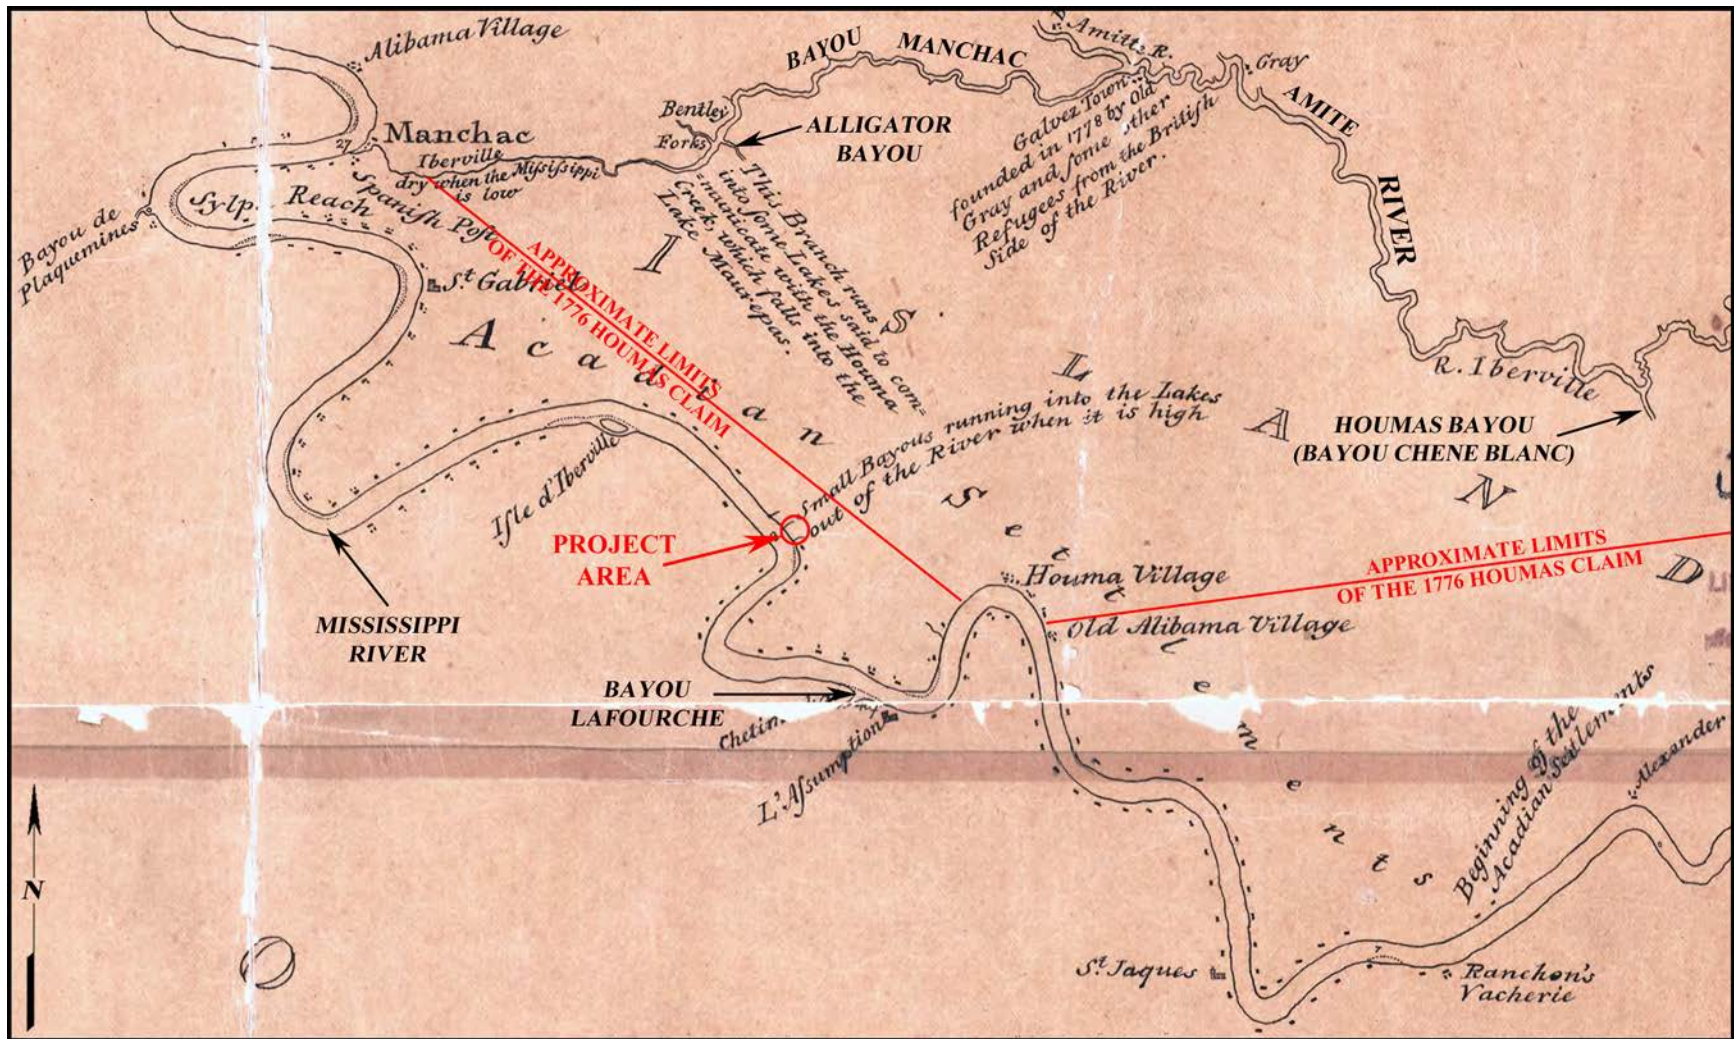 Alibama Village
BAYOU MANCHAC
Amitte R.
Gray
Bentley
Forks
ALLIGATOR
BAYOU
Manchac
27
Iberville
dry when the Miſsiſsippi
is low
Galvez Town
founded in 1778 by Old
Gray and ſome other
Refugees from the Britiſh
Side of the River.
AMITE
RIVER
Sylp. Reach
Spaniſh Poſt
Bayou de
Plaquemines
This Branch runs
into ſome Lakes said to com=
=municate with the Houma
Creek, which falls into the
Lake Maurepas.
St. Gabriel
APPROXIMATE LIMITS
OF THE 1776 HOUMAS CLAIM
I S L A N D
Acadian Settlements
R. Iberville
HOUMAS BAYOU
(BAYOU CHENE BLANC)
Small Bayous running into the Lakes
out of the River when it is high
Iſle d'Iberville
PROJECT
AREA
APPROXIMATE LIMITS
OF THE 1776 HOUMAS CLAIM
Houma Village
Old Alibama Village
MISSISSIPPI
RIVER
BAYOU
LAFOURCHE
L'Aſsumption
Beginning of the
Acadian Settlements
Alexander
N
St. Jaques
Ranchon's
Vacherie